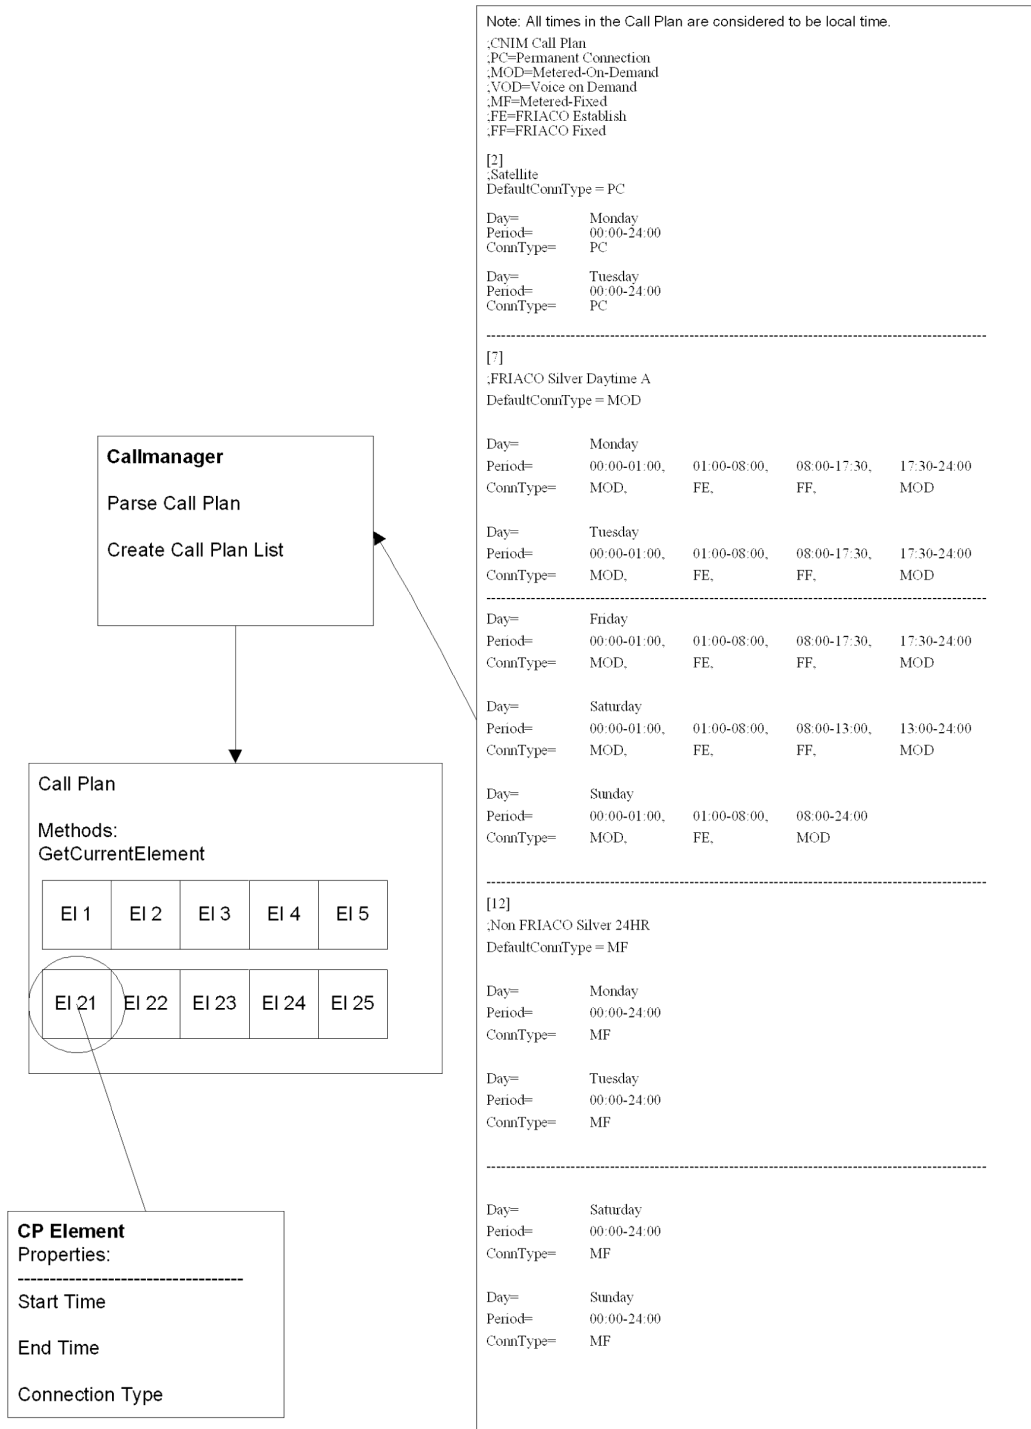 Note: All times in the Call Plan are considered to be local time.
;CNIM Call Plan
;PC=Permanent Connection
;MOD=Metered-On-Demand
;VOD=Voice on Demand
;MF=Metered-Fixed
;FE=FRIACO Establish
;FF=FRIACO Fixed
[2]
;Satellite
DefaultConnType = PC
Day= Monday
Period= 00:00-24:00
ConnType= PC
Day= Tuesday
Period= 00:00-24:00
ConnType= PC
--------------------------------------------------------------------------------
[7]
;FRIACO Silver Daytime A
DefaultConnType = MOD
Day= Monday
Period= 00:00-01:00, 01:00-08:00, 08:00-17:30, 17:30-24:00
ConnType= MOD, FE, FF, MOD
Day= Tuesday
Period= 00:00-01:00, 01:00-08:00, 08:00-17:30, 17:30-24:00
ConnType= MOD, FE, FF, MOD
--------------------------------------------------------------------------------
Day= Friday
Period= 00:00-01:00, 01:00-08:00, 08:00-17:30, 17:30-24:00
ConnType= MOD, FE, FF, MOD
Day= Saturday
Period= 00:00-01:00, 01:00-08:00, 08:00-13:00, 13:00-24:00
ConnType= MOD, FE, FF, MOD
Day= Sunday
Period= 00:00-01:00, 01:00-08:00, 08:00-24:00
ConnType= MOD, FE, MOD
--------------------------------------------------------------------------------
[12]
;Non FRIACO Silver 24HR
DefaultConnType = MF
Day= Monday
Period= 00:00-24:00
ConnType= MF
Day= Tuesday
Period= 00:00-24:00
ConnType= MF
--------------------------------------------------------------------------------
Day= Saturday
Period= 00:00-24:00
ConnType= MF
Day= Sunday
Period= 00:00-24:00
ConnType= MF
Callmanager
Parse Call Plan
Create Call Plan List
Call Plan
Methods:
GetCurrentElement
El 1 El 2 El 3 El 4 El 5
El 21 El 22 El 23 El 24 El 25
CP Element
Properties:
-----------------------------------
Start Time
End Time
Connection Type